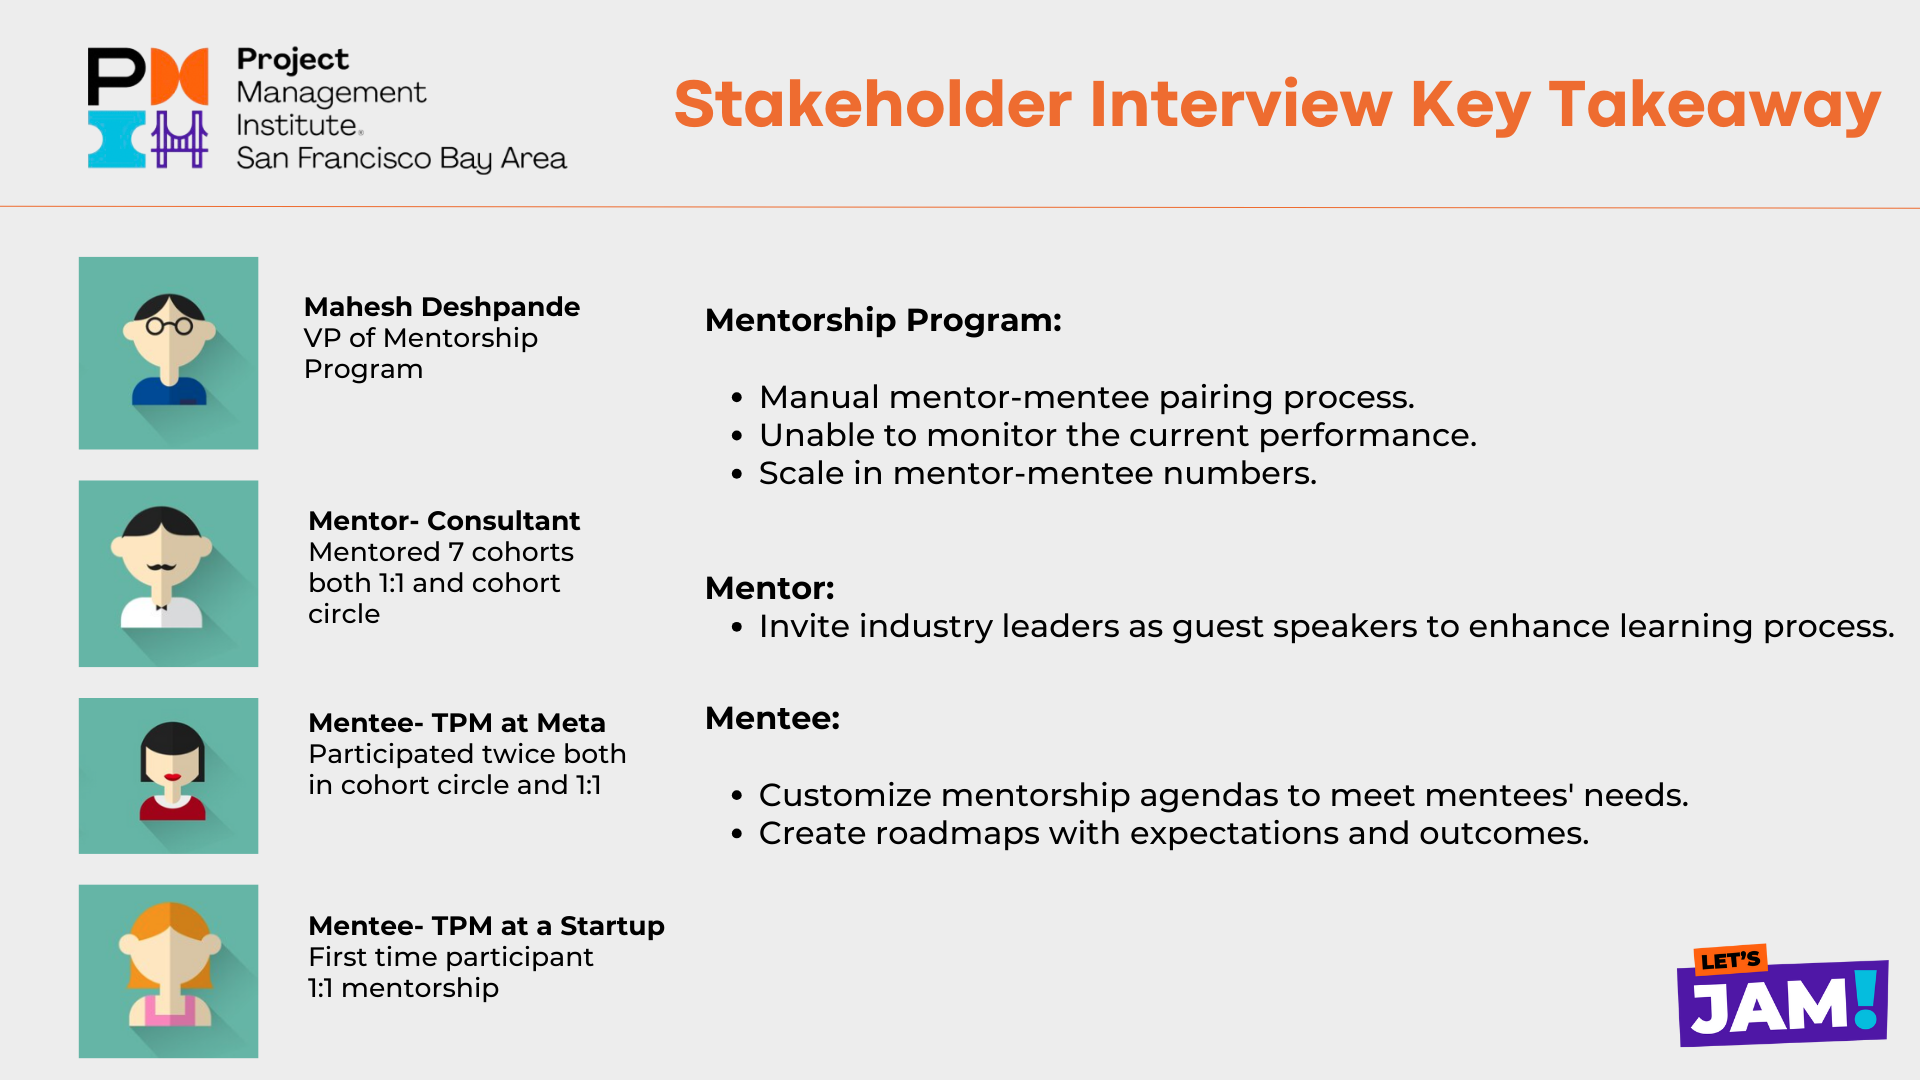 PM
Project
Management
Institute.
San Francisco Bay Area
Stakeholder Interview Key Takeaway
Mahesh Deshpande
VP of Mentorship
Program
Mentor- Consultant
Mentored 7 cohorts
both 1:1 and cohort
circle
Mentee- TPM at Meta
Participated twice both
in cohort circle and 1:1
Mentee- TPM at a Startup
First time participant
1:1 mentorship
Mentorship Program:
• Manual mentor-mentee pairing process.
• Unable to monitor the current performance.
• Scale in mentor-mentee numbers.
Mentor:
• Invite industry leaders as guest speakers to enhance learning process.
Mentee:
• Customize mentorship agendas to meet mentees' needs.
• Create roadmaps with expectations and outcomes.
LET'S
JAM!